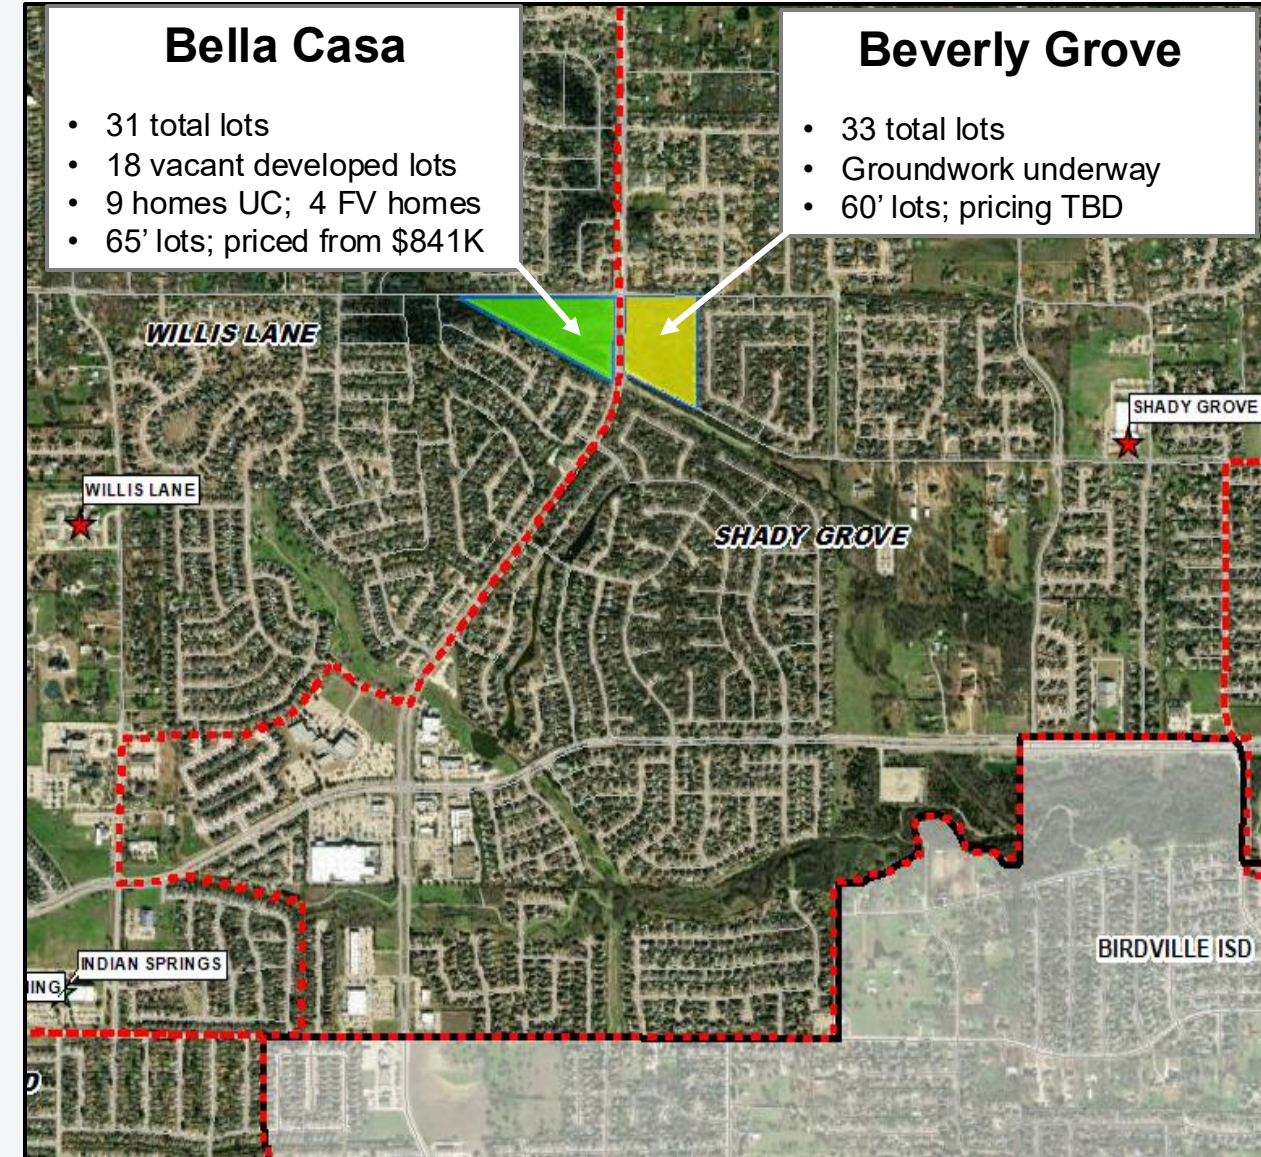 Bella Casa
• 31 total lots
• 18 vacant developed lots
• 9 homes UC; 4 FV homes
• 65’ lots; priced from $841K
Beverly Grove
• 33 total lots
• Groundwork underway
• 60’ lots; pricing TBD
WILLIS LANE
SHADY GROVE
WILLIS LANE
SHADY GROVE
BIRDVILLE ISD
INDIAN SPRINGS